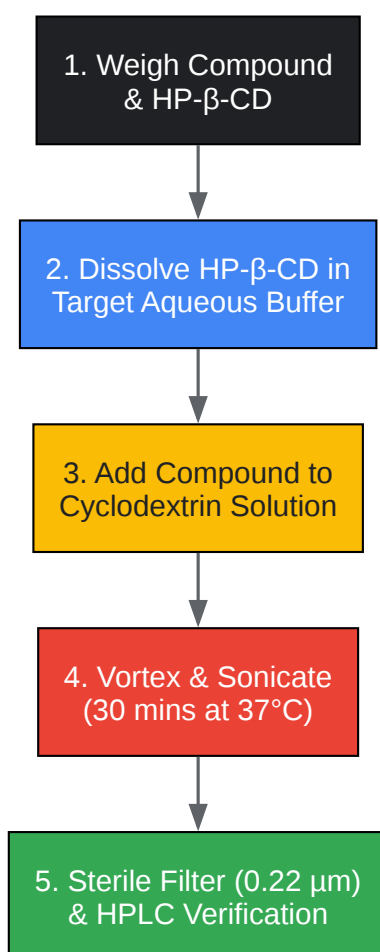 1. Weigh Compound
& HP-β-CD
2. Dissolve HP-β-CD in
Target Aqueous Buffer
3. Add Compound to
Cyclodextrin Solution
4. Vortex & Sonicate
(30 mins at 37°C)
5. Sterile Filter (0.22 µm)
& HPLC Verification